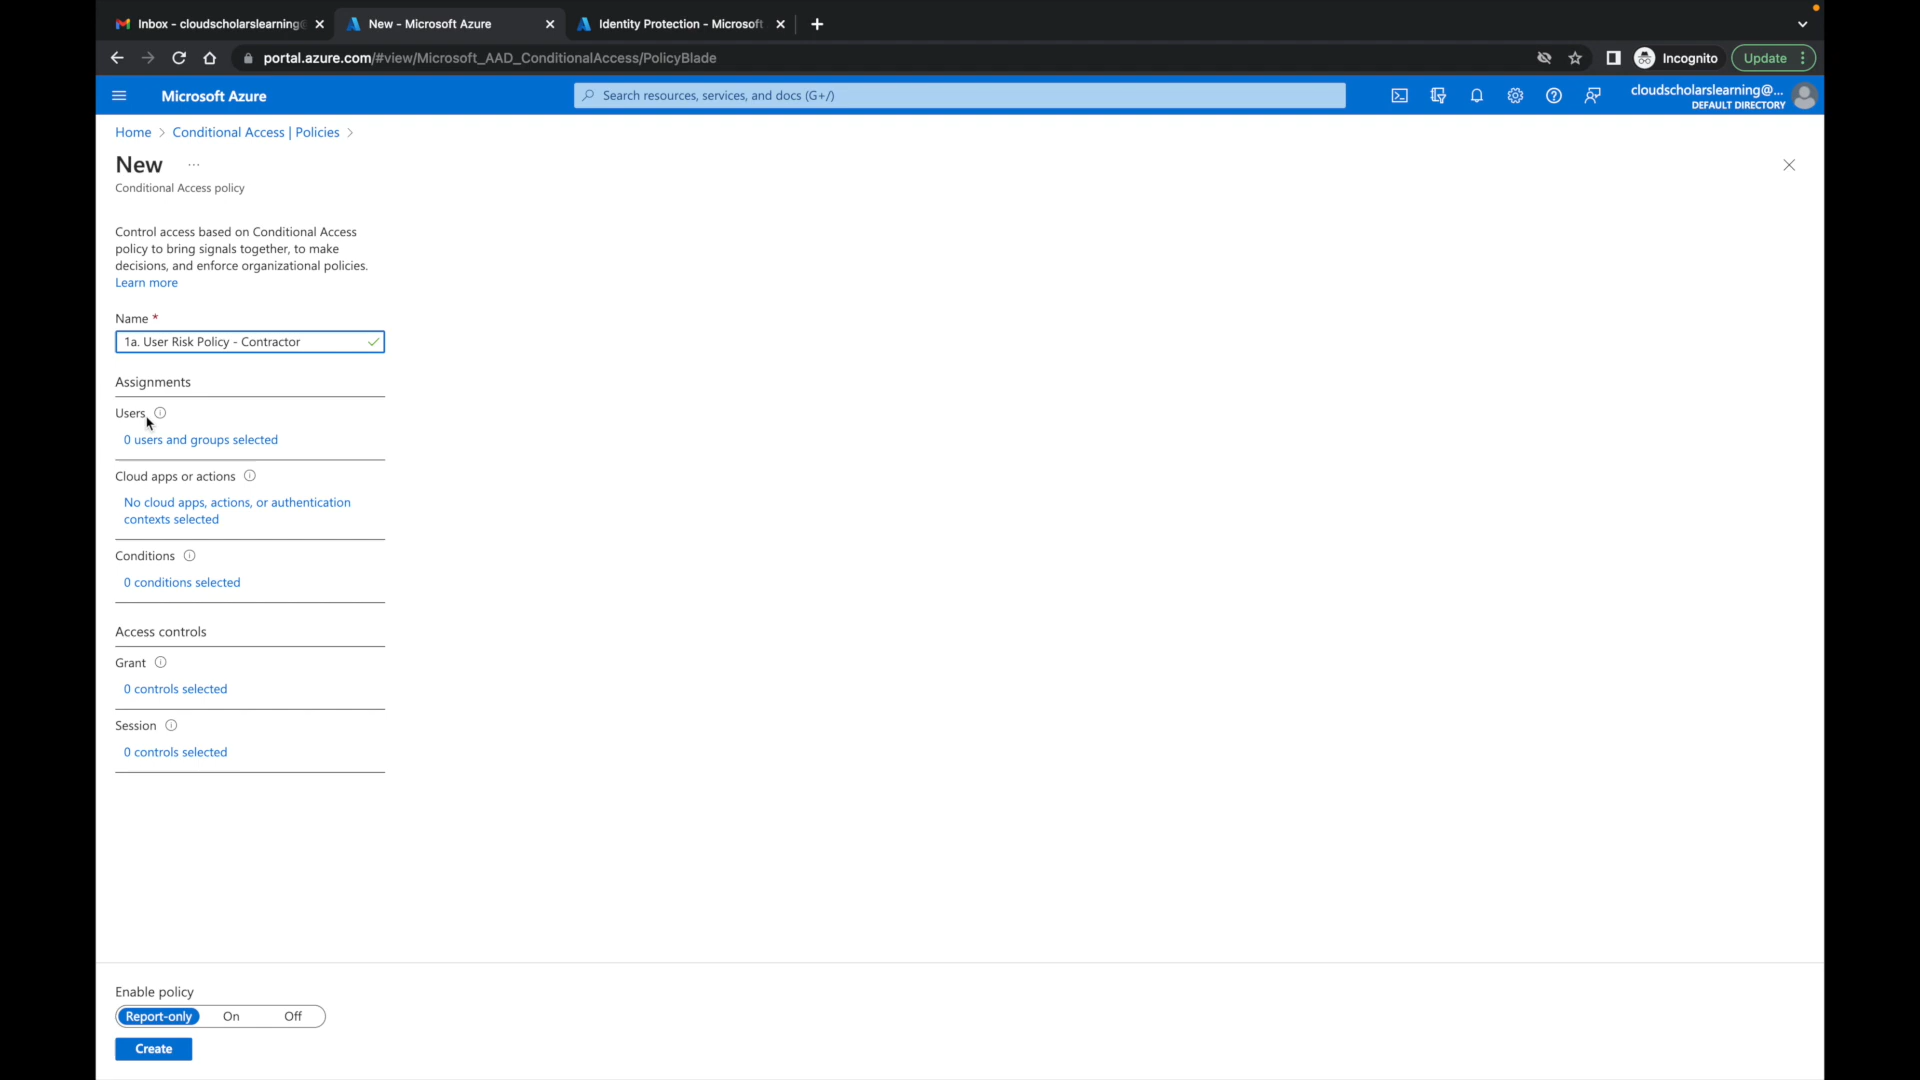 Inbox - cloudscholarslearning@
New - Microsoft Azure
Identity Protection - Microsoft
portal.azure.com/#view/Microsoft_AAD_ConditionalAccess/PolicyBlade
Incognito
Update
Microsoft Azure
Search resources, services, and docs (G+/)
cloudscholarslearning@...
DEFAULT DIRECTORY
Home > Conditional Access | Policies >
New ...
Conditional Access policy
Control access based on Conditional Access
policy to bring signals together, to make
decisions, and enforce organizational policies.
Learn more
Name *
1a. User Risk Policy - Contractor
Assignments
Users
0 users and groups selected
Cloud apps or actions
No cloud apps, actions, or authentication
contexts selected
Conditions
0 conditions selected
Access controls
Grant
0 controls selected
Session
0 controls selected
Enable policy
Report-only On Off
Create